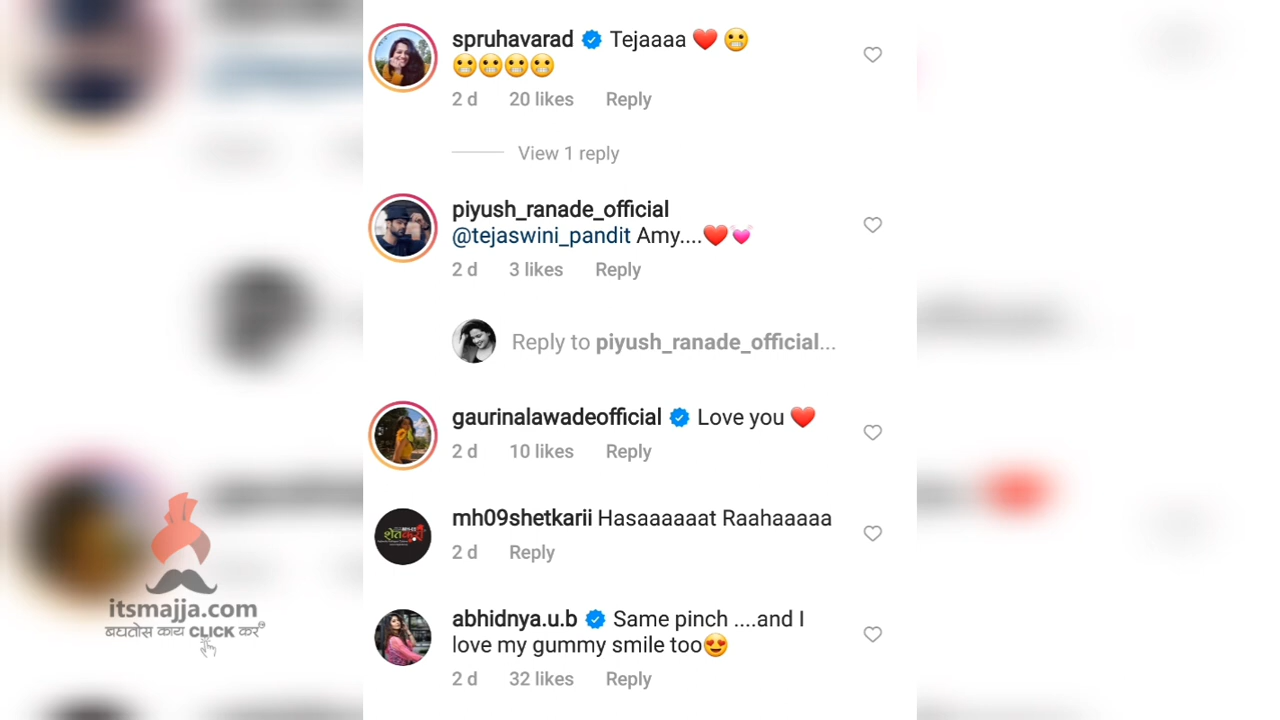 spruhavarad Tejaaaa ❤️ 😬
😬😬😬😬
2 d 20 likes Reply
View 1 reply
piyush_ranade_official
@tejaswini_pandit Amy....❤️💓
2 d 3 likes Reply
Reply to piyush_ranade_official...
gaurinalawadeofficial Love you ❤️
2 d 10 likes Reply
mh09shetkarii Hasaaaaaat Raahaaaaa
2 d Reply
abhidnya.u.b Same pinch ....and I
love my gummy smile too😍
2 d 32 likes Reply
itsmajja.com
बघतोस काय CLICK कर